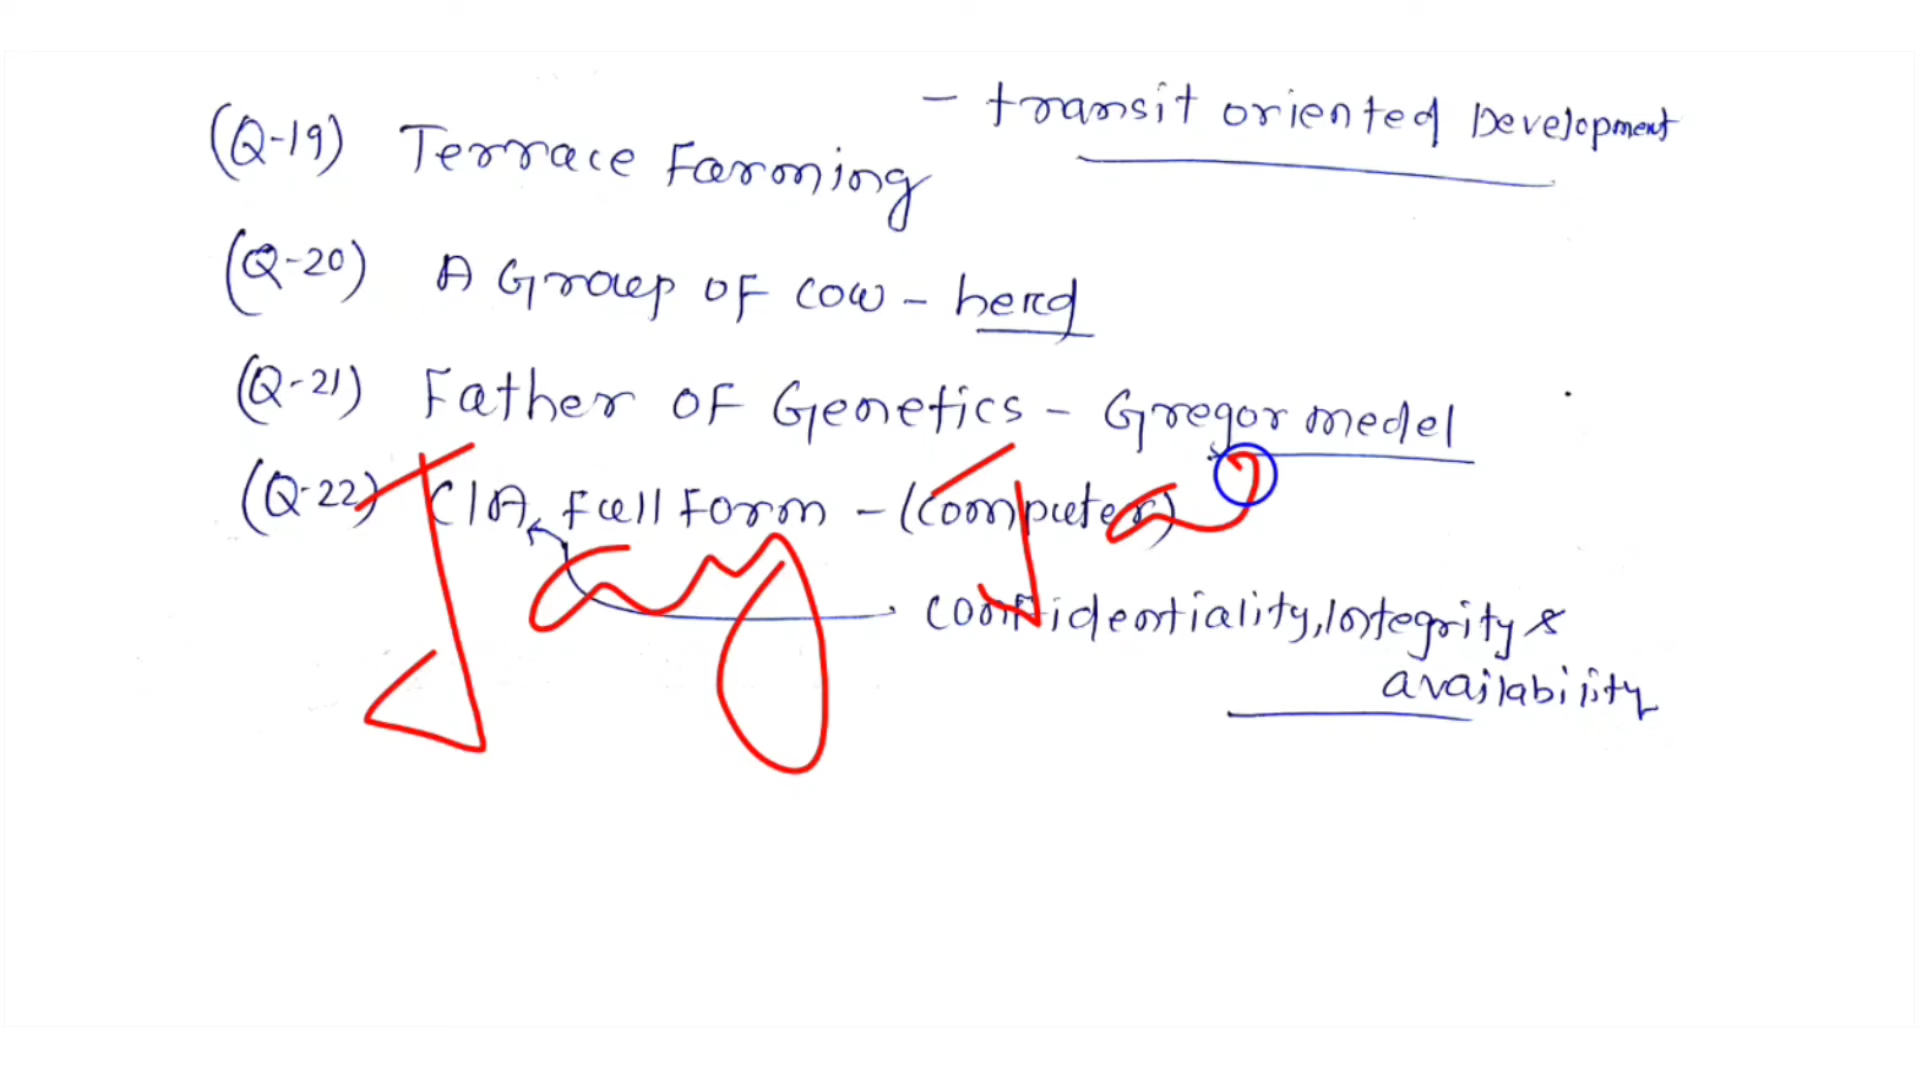 - transit oriented Development
(Q-19) Terrace Farming
(Q-20) A Group OF cow - herd
(Q-21) Father OF Genetics - Gregor medel
(Q-22) CIA Full Form - (computer)
confidentiality, Integrity &
availability
Jay